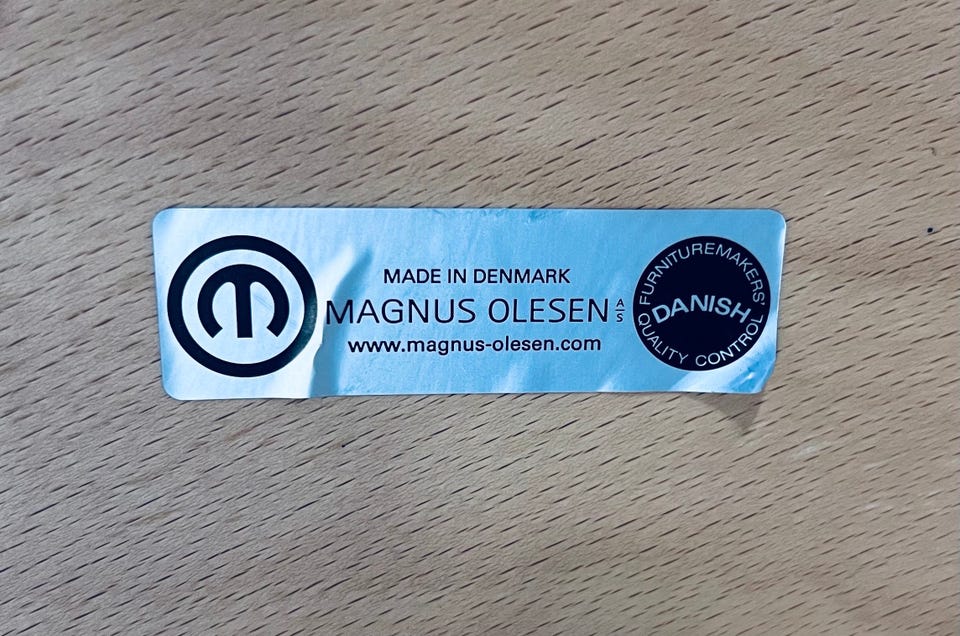 MADE IN DENMARK
MAGNUS OLESEN A/S
www.magnus-olesen.com
FURNITUREMAKERS'
DANISH
QUALITY CONTROL